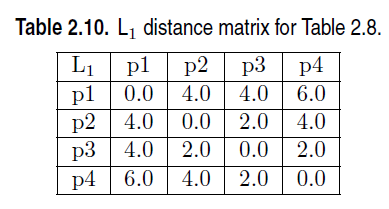 Table 2.10. L₁ distance matrix for Table 2.8.
L₁ p1 p2 p3 p4
p1 0.0 4.0 4.0 6.0
p2 4.0 0.0 2.0 4.0
p3 4.0 2.0 0.0 2.0
p4 6.0 4.0 2.0 0.0